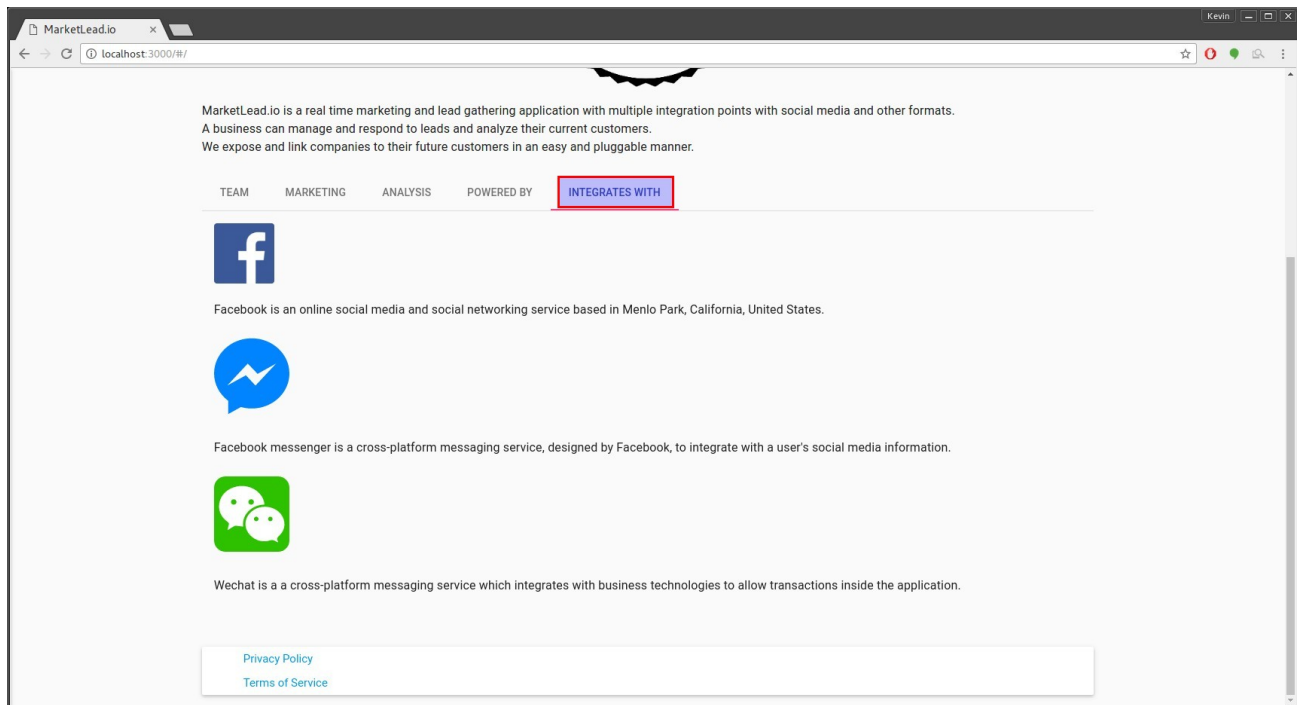 Kevin
MarketLead.io
localhost:3000/#/
MarketLead.io is a real time marketing and lead gathering application with multiple integration points with social media and other formats.
A business can manage and respond to leads and analyze their current customers.
We expose and link companies to their future customers in an easy and pluggable manner.
TEAM MARKETING ANALYSIS POWERED BY INTEGRATES WITH
f
Facebook is an online social media and social networking service based in Menlo Park, California, United States.
Facebook messenger is a cross-platform messaging service, designed by Facebook, to integrate with a user's social media information.
Wechat is a a cross-platform messaging service which integrates with business technologies to allow transactions inside the application.
Privacy Policy
Terms of Service